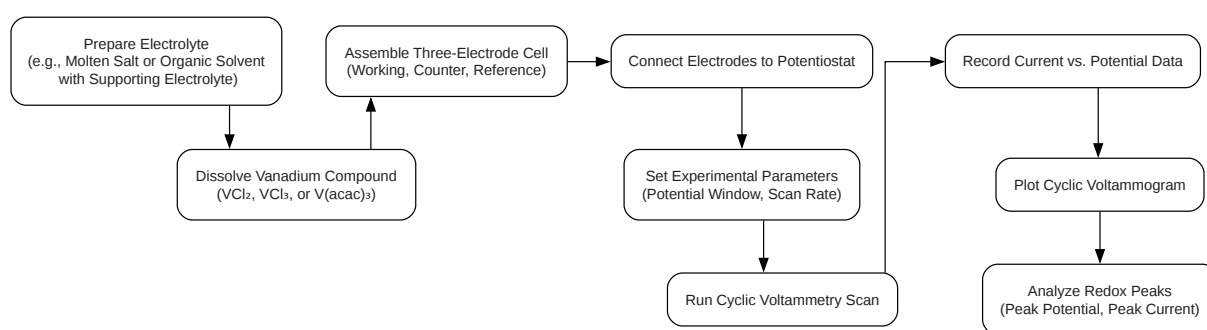 Prepare Electrolyte
(e.g., Molten Salt or Organic Solvent
with Supporting Electrolyte)
Dissolve Vanadium Compound
(VCl₂, VCl₃, or V(acac)₃)
Assemble Three-Electrode Cell
(Working, Counter, Reference)
Connect Electrodes to Potentiostat
Set Experimental Parameters
(Potential Window, Scan Rate)
Run Cyclic Voltammetry Scan
Record Current vs. Potential Data
Plot Cyclic Voltammogram
Analyze Redox Peaks
(Peak Potential, Peak Current)